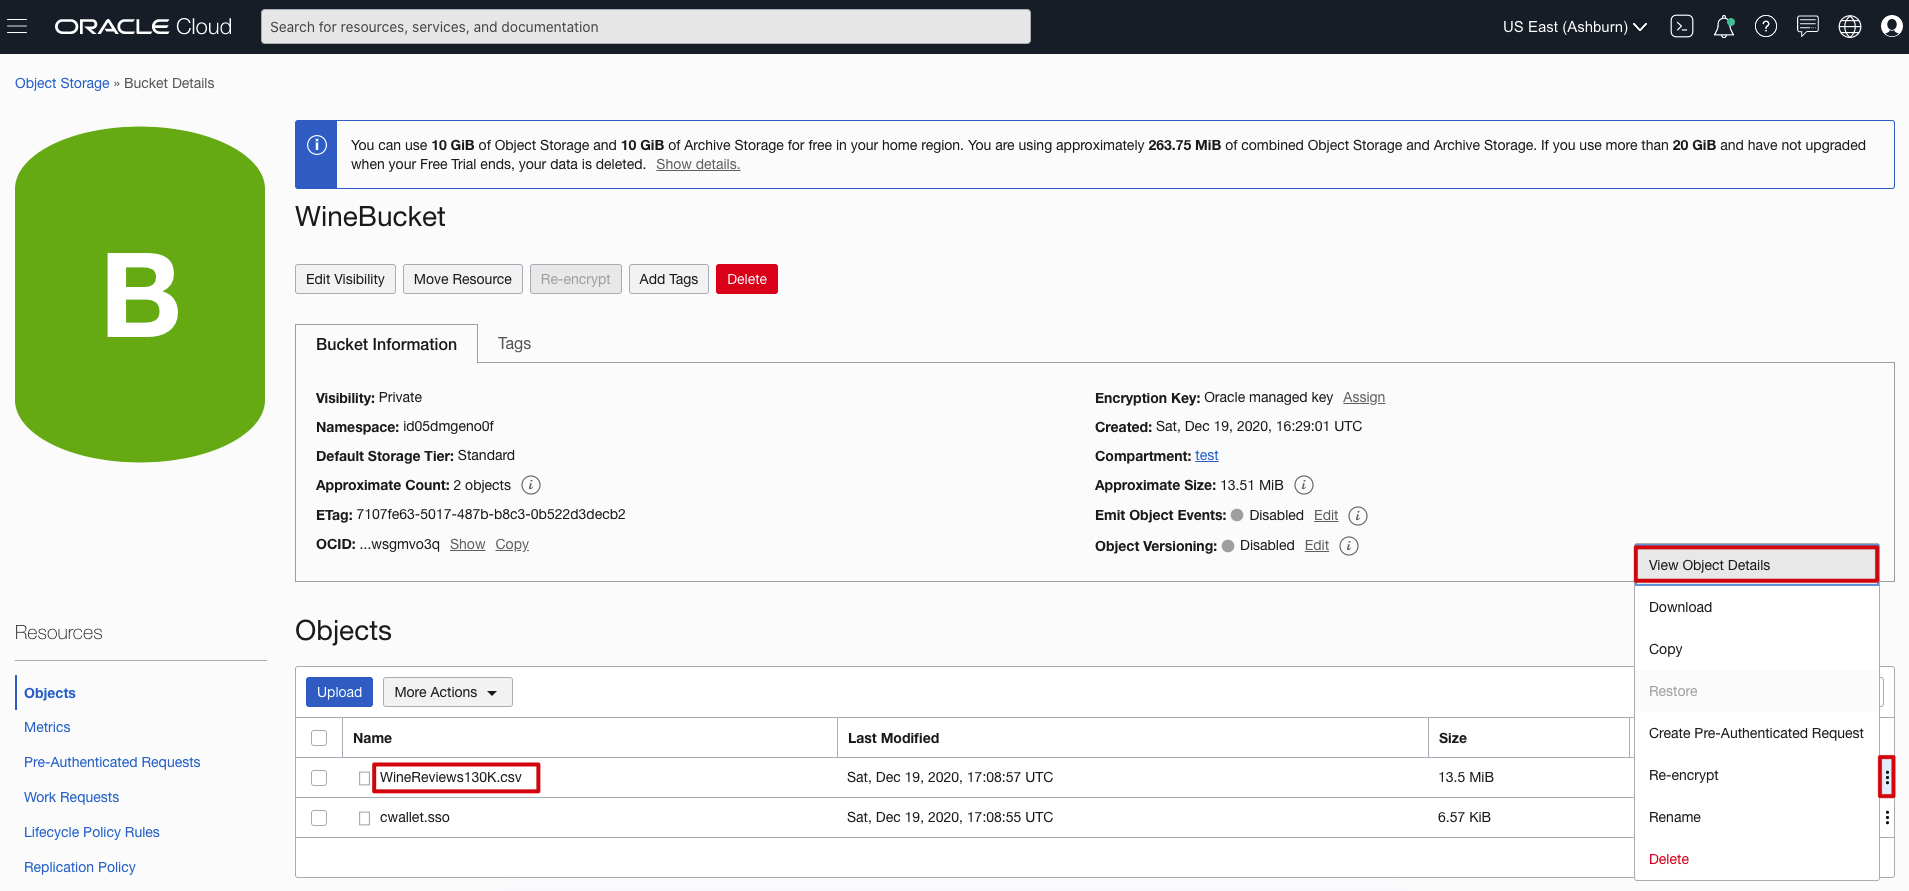 ORACLE Cloud
Search for resources, services, and documentation
US East (Ashburn)
Object Storage » Bucket Details
B
You can use 10 GiB of Object Storage and 10 GiB of Archive Storage for free in your home region. You are using approximately 263.75 MiB of combined Object Storage and Archive Storage. If you use more than 20 GiB and have not upgraded
when your Free Trial ends, your data is deleted. Show details.
WineBucket
Edit Visibility Move Resource Re-encrypt Add Tags Delete
Bucket Information Tags
Visibility: Private
Namespace: id05dmgeno0f
Default Storage Tier: Standard
Approximate Count: 2 objects
ETag: 7107fe63-5017-487b-b8c3-0b522d3decb2
OCID: ...wsgmvo3q Show Copy
Encryption Key: Oracle managed key Assign
Created: Sat, Dec 19, 2020, 16:29:01 UTC
Compartment: test
Approximate Size: 13.51 MiB
Emit Object Events: Disabled Edit
Object Versioning: Disabled Edit
Resources
Objects
Metrics
Pre-Authenticated Requests
Work Requests
Lifecycle Policy Rules
Replication Policy
Objects
Upload More Actions
Name Last Modified Size
WineReviews130K.csv Sat, Dec 19, 2020, 17:08:57 UTC 13.5 MiB
cwallet.sso Sat, Dec 19, 2020, 17:08:55 UTC 6.57 KiB
View Object Details
Download
Copy
Restore
Create Pre-Authenticated Request
Re-encrypt
Rename
Delete